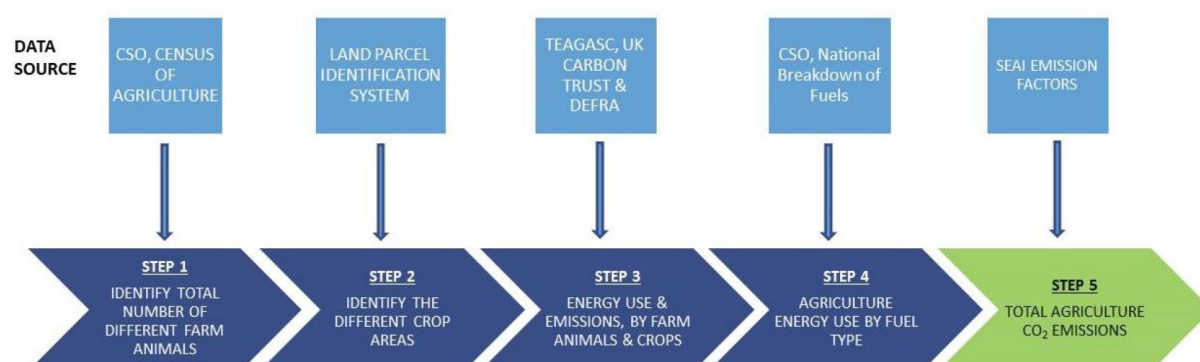 DATA
SOURCE
CSO, CENSUS
OF
AGRICULTURE
LAND PARCEL
IDENTIFICATION
SYSTEM
TEAGASC, UK
CARBON
TRUST &
DEFRA
CSO, National
Breakdown of
Fuels
SEAI EMISSION
FACTORS
STEP 1
IDENTIFY TOTAL
NUMBER OF
DIFFERENT FARM
ANIMALS
STEP 2
IDENTIFY THE
DIFFERENT CROP
AREAS
STEP 3
ENERGY USE &
EMISSIONS, BY FARM
ANIMALS & CROPS
STEP 4
AGRICULTURE
ENERGY USE BY FUEL
TYPE
STEP 5
TOTAL AGRICULTURE
CO₂ EMISSIONS